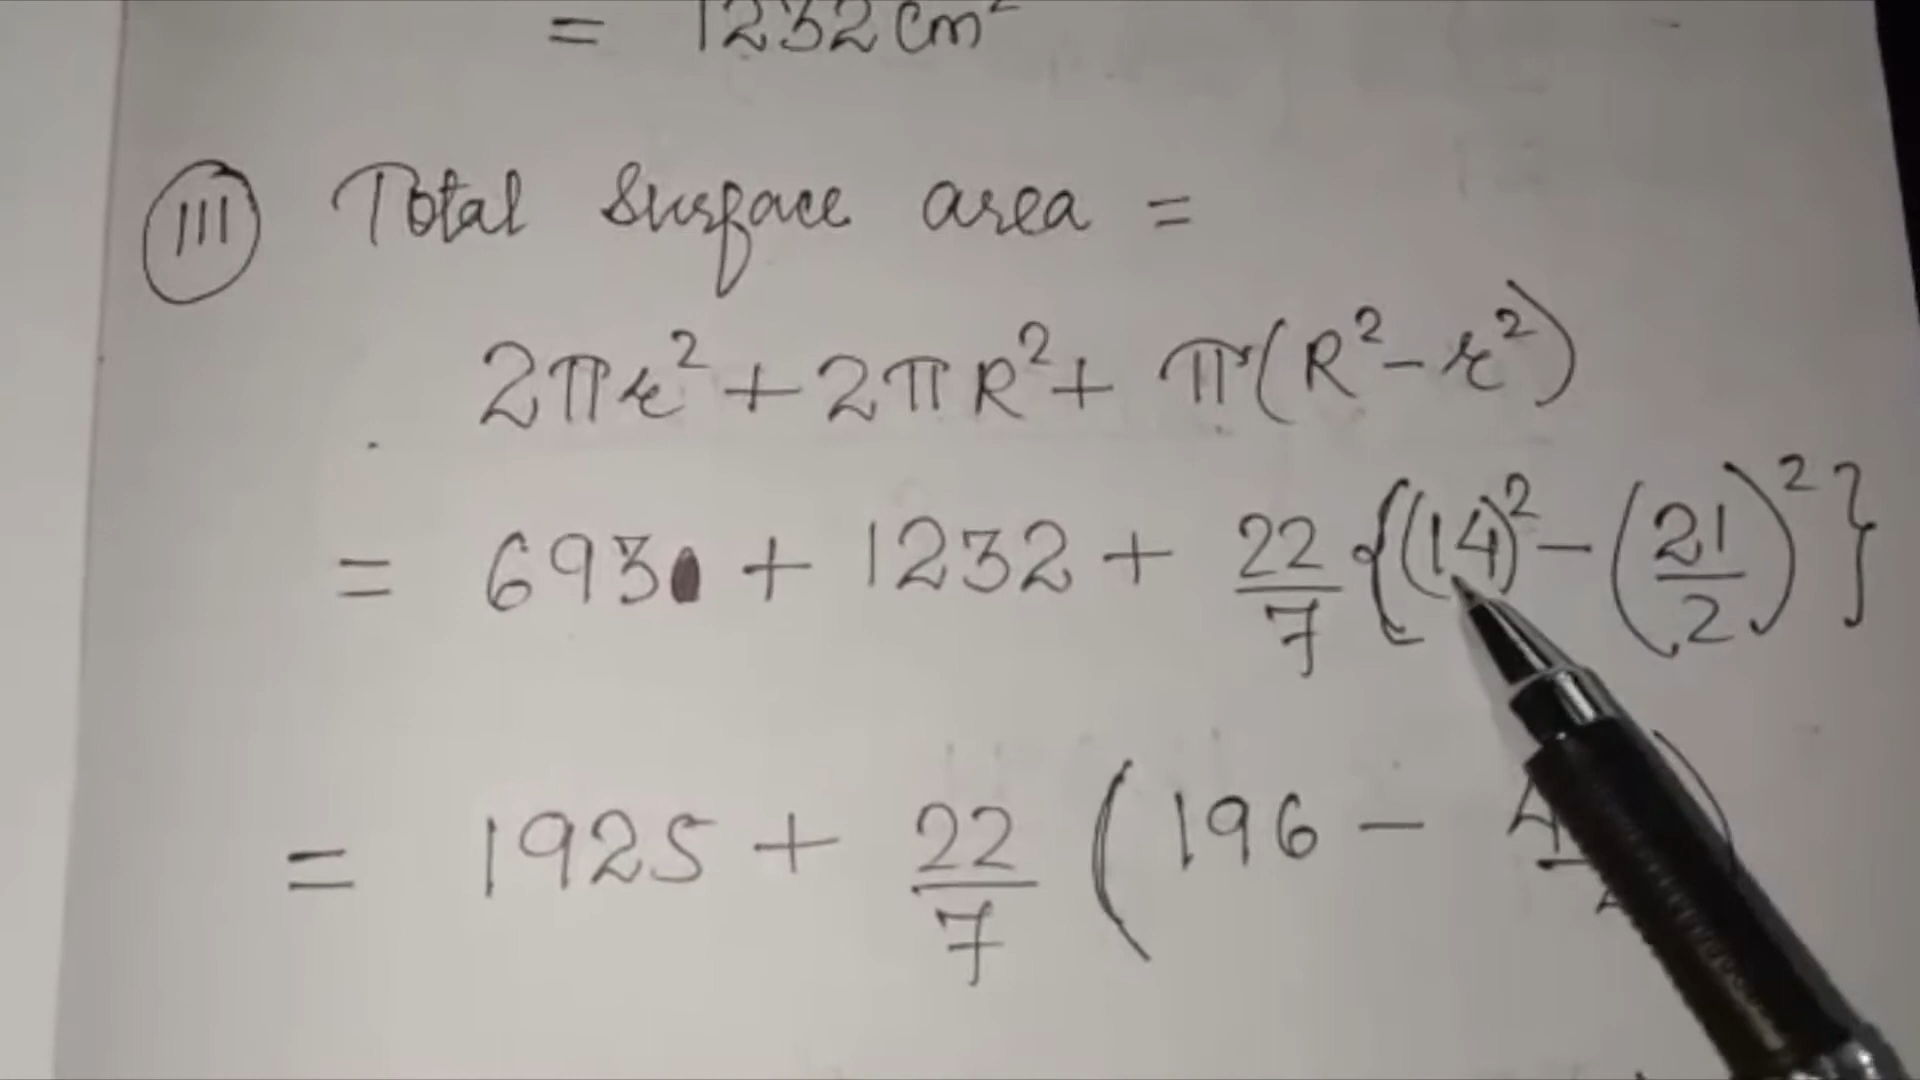 = 1232 cm²
III Total surface area =
2πr² + 2πR² + π(R² - r²)
= 693 + 1232 + 22/7 {(14)² - (21/2)²}
= 1925 + 22/7 (196 -